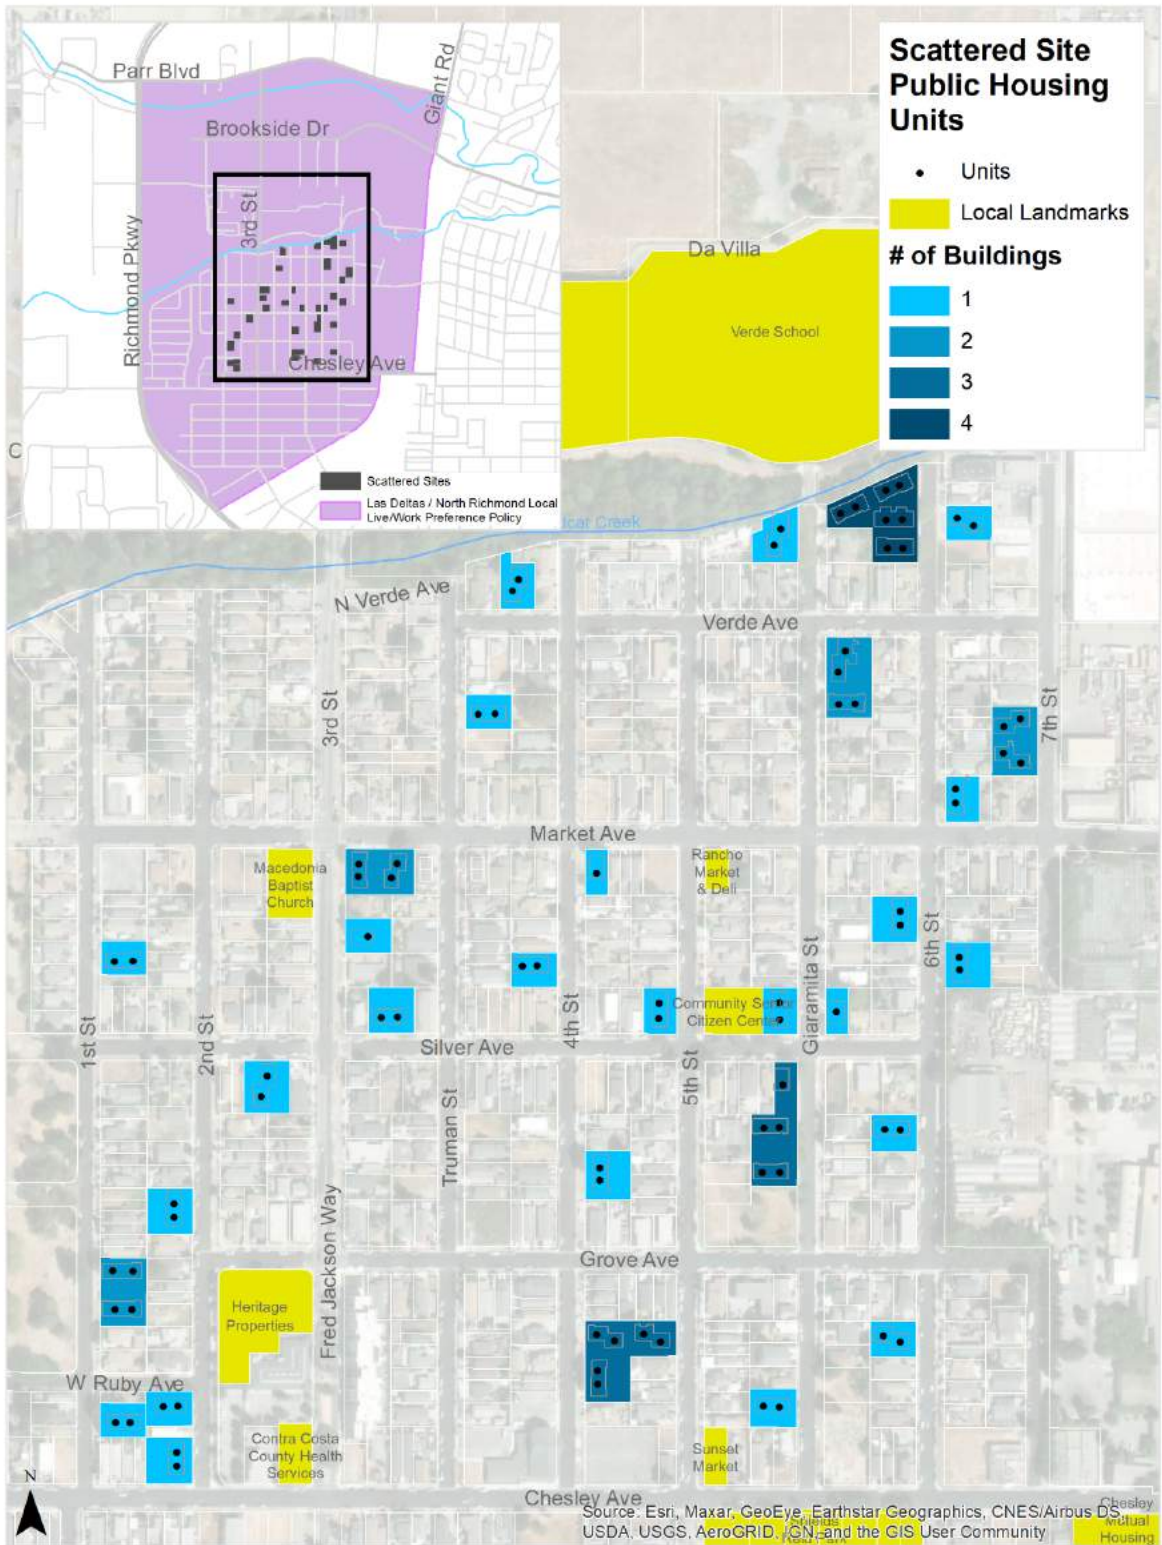 Parr Blvd
Giant Rd
Brookside Dr
3rd St
Richmond Pkwy
Chesley Ave
Scattered Sites
Las Deltas / North Richmond Local
Live/Work Preference Policy
Scattered Site
Public Housing
Units
Units
Local Landmarks
# of Buildings
1
2
3
4
Da Villa
Verde School
C
Creek
N Verde Ave
Verde Ave
3rd St
7th St
Market Ave
Macedonia
Baptist
Church
Rancho
Market
& Deli
6th St
Giaramita St
4th St
Community Senior
Citizen Center
1st St
2nd St
Silver Ave
5th St
Truman St
Fred Jackson Way
Grove Ave
Heritage
Properties
W Ruby Ave
Contra Costa
County Health
Services
Sunset
Market
N
Chesley Ave
Source: Esri, Maxar, GeoEye, Earthstar Geographics, CNES/Airbus DS,
USDA, USGS, AeroGRID, IGN, and the GIS User Community
Shields
Reid Park
Chesley
Mutual
Housing